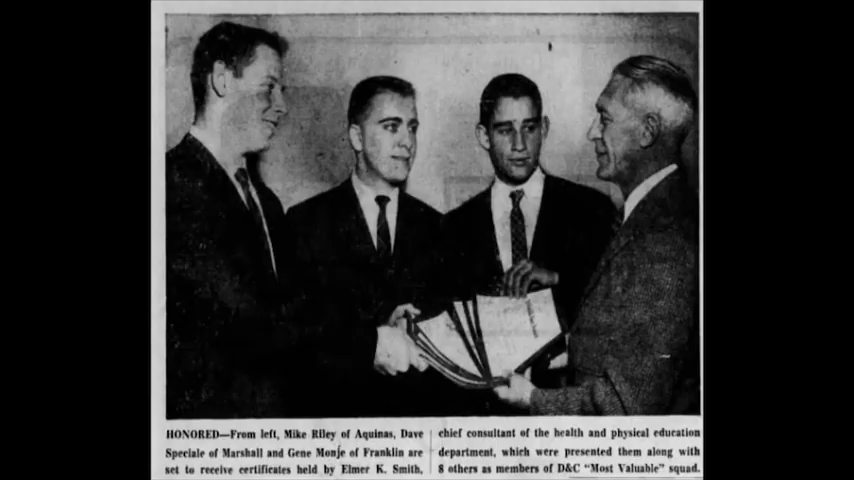 HONORED—From left, Mike Riley of Aquinas, Dave
Speciale of Marshall and Gene Monje of Franklin are
set to receive certificates held by Elmer K. Smith,
chief consultant of the health and physical education
department, which were presented them along with
8 others as members of D&C "Most Valuable" squad.